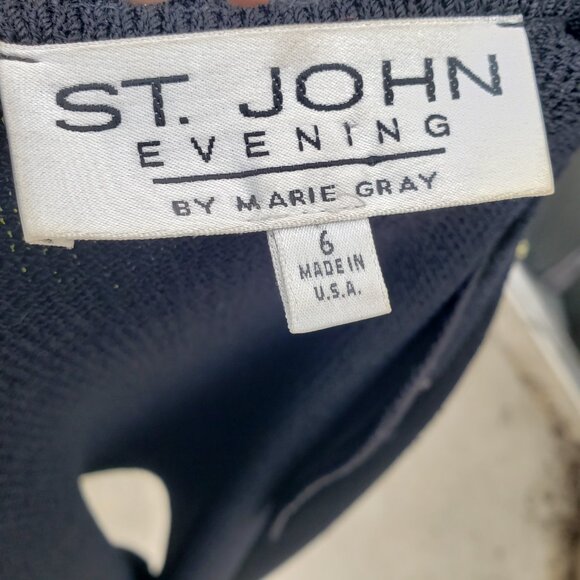 ST. JOHN
EVENING
BY MARIE GRAY
6
MADE IN
U.S.A.